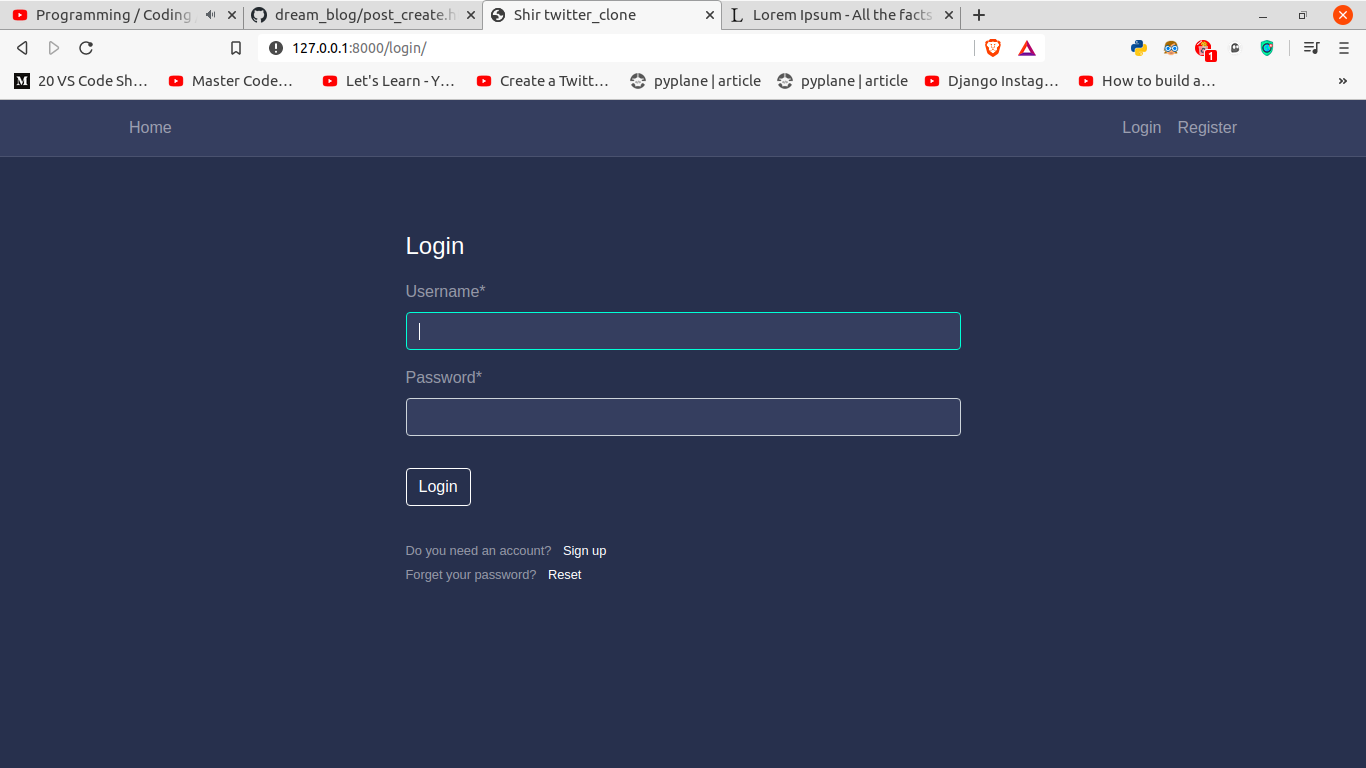 Programming / Coding
dream_blog/post_create.h
Shir twitter_clone
Lorem Ipsum - All the facts
127.0.0.1:8000/login/
1
20 VS Code Sh…
Master Code…
Let's Learn - Y…
Create a Twitt…
pyplane | article
pyplane | article
Django Instag…
How to build a…
»
Home
Login
Register
Login
Username*
Password*
Login
Do you need an account? Sign up
Forget your password? Reset